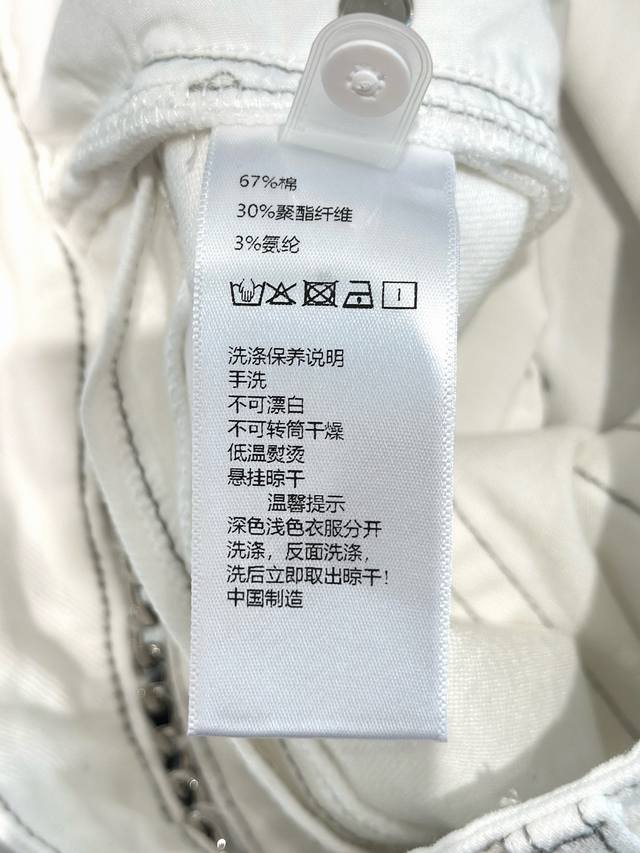 67%棉
30%聚酯纤维
3%氨纶
洗涤保养说明
手洗
不可漂白
不可转筒干燥
低温熨烫
悬挂晾干
温馨提示
深色浅色衣服分开
洗涤，反面洗涤，
洗后立即取出晾干！
中国制造